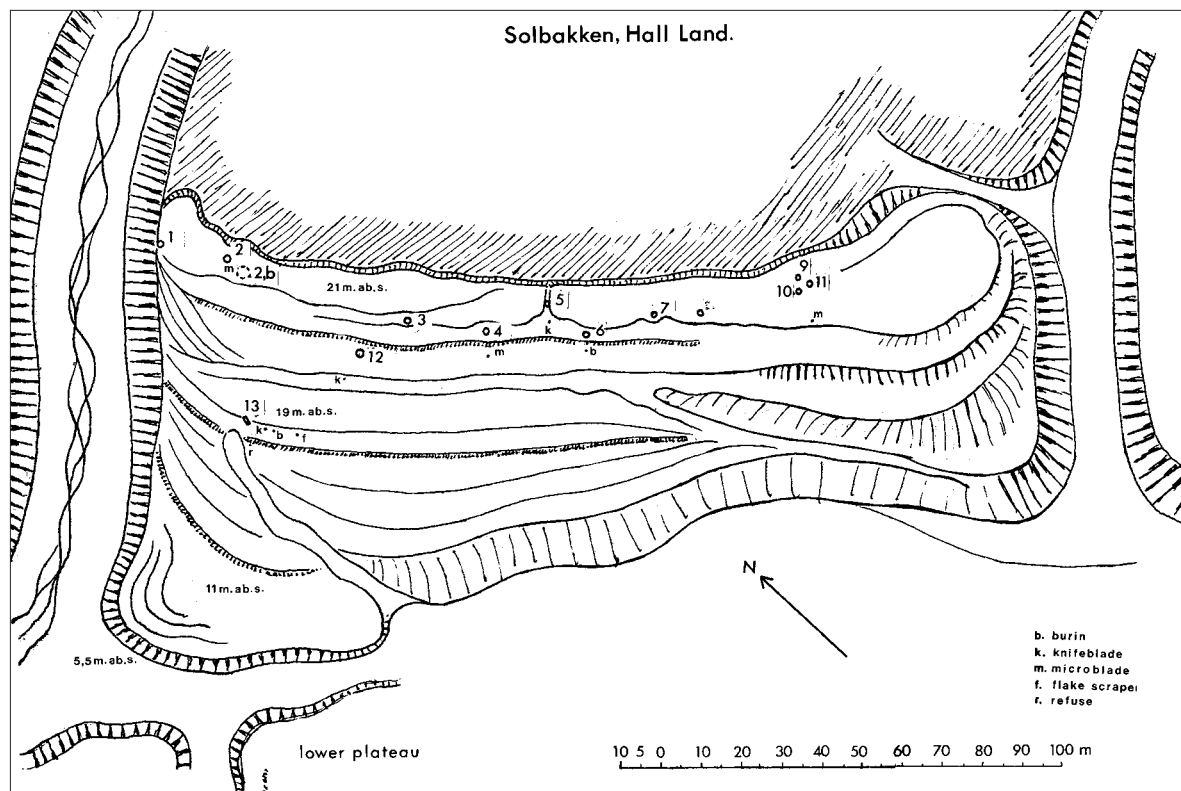 Solbakken, Hall Land.
1
2
m
2,b
21 m. ab. s.
9
10
11
5
7
3
4
6
k
m
m
b
12
k
13
19 m. ab. s.
k
b
f
r
N
11 m. ab. s.
5,5 m. ab. s.
b. burin
k. knifeblade
m. microblade
f. flake scraper
r. refuse
lower plateau
10 5 0 10 20 30 40 50 60 70 80 90 100 m